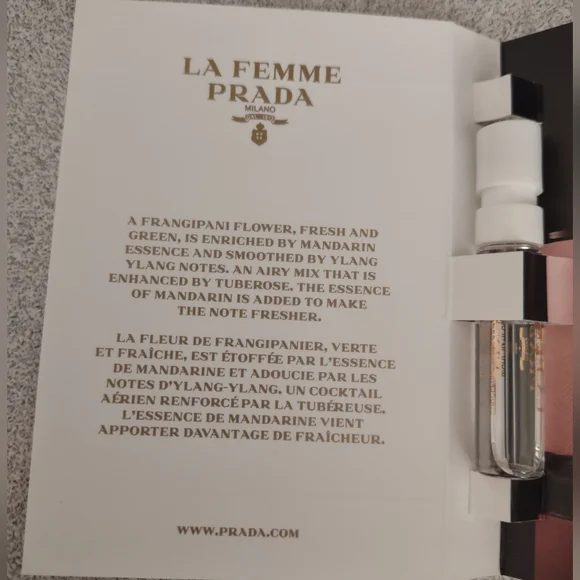 LA FEMME
PRADA
MILANO
A FRANGIPANI FLOWER, FRESH AND
GREEN, IS ENRICHED BY MANDARIN
ESSENCE AND SMOOTHED BY YLANG
YLANG NOTES. AN AIRY MIX THAT IS
ENHANCED BY TUBEROSE. THE ESSENCE
OF MANDARIN IS ADDED TO MAKE
THE NOTE FRESHER.
LA FLEUR DE FRANGIPANIER, VERTE
ET FRAÎCHE, EST ÉTOFFÉE PAR L'ESSENCE
DE MANDARINE ET ADOUCIE PAR LES
NOTES D'YLANG-YLANG. UN COCKTAIL
AÉRIEN RENFORCÉ PAR LA TUBÉREUSE.
L'ESSENCE DE MANDARINE VIENT
APPORTER DAVANTAGE DE FRAÎCHEUR.
WWW.PRADA.COM